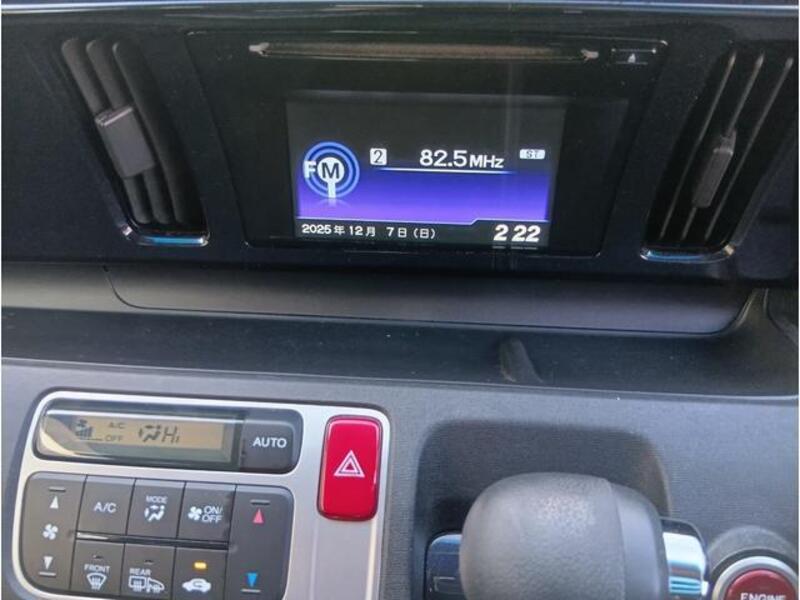 FM
2 82.5MHz ST
2025年12月 7日(日) 2 22
A/C
OFF
Hi
AUTO
A/C
MODE
ON/
OFF
FRONT
REAR
ENGINE